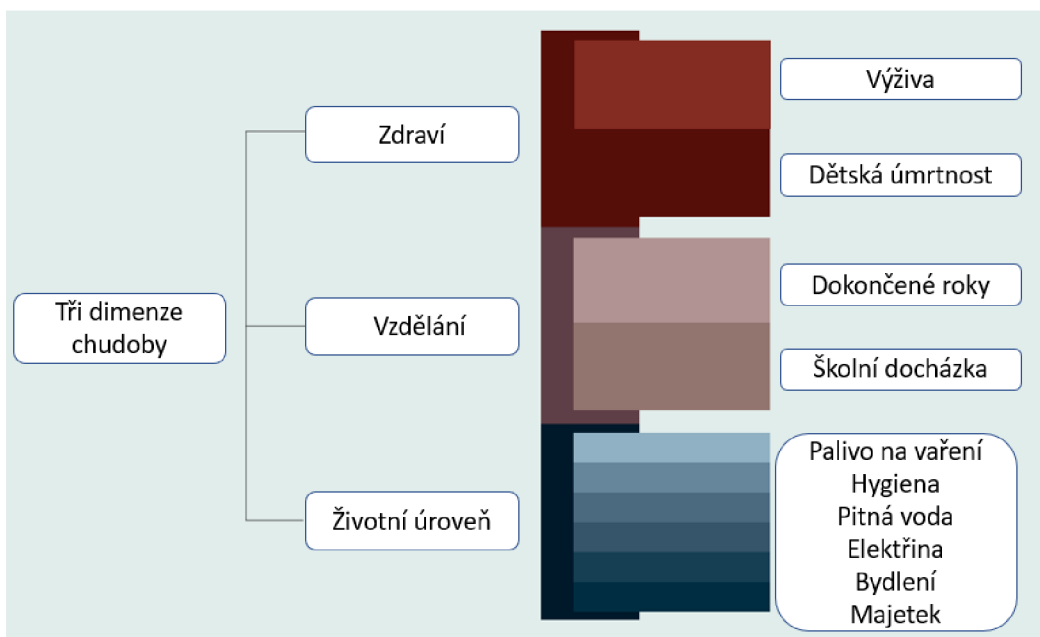 Tři dimenze
chudoby
Zdraví
Vzdělání
Životní úroveň
Výživa
Dětská úmrtnost
Dokončené roky
Školní docházka
Palivo na vaření
Hygiena
Pitná voda
Elektřina
Bydlení
Majetek